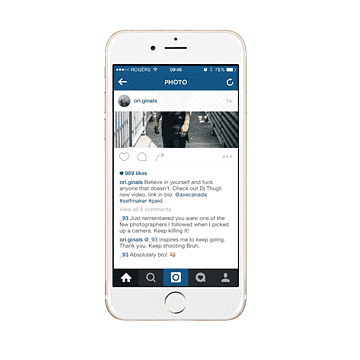 ROGERS 09:46
PHOTO
ori.ginals 1w
989 likes
ori.ginals Believe in yourself and fuck
anyone that doesn't. Check out Dj Thugli
new video, link in bio. @axecanada
#selfmaker #paid
View all 6 comments
_93 Just remembered you were one of the
few photographers I followed when I picked
up a camera. Keep killing it!
ori.ginals @_93 inspires me to keep going.
Thank you. Keep shooting Bruh.
_93 Absolutely bro!